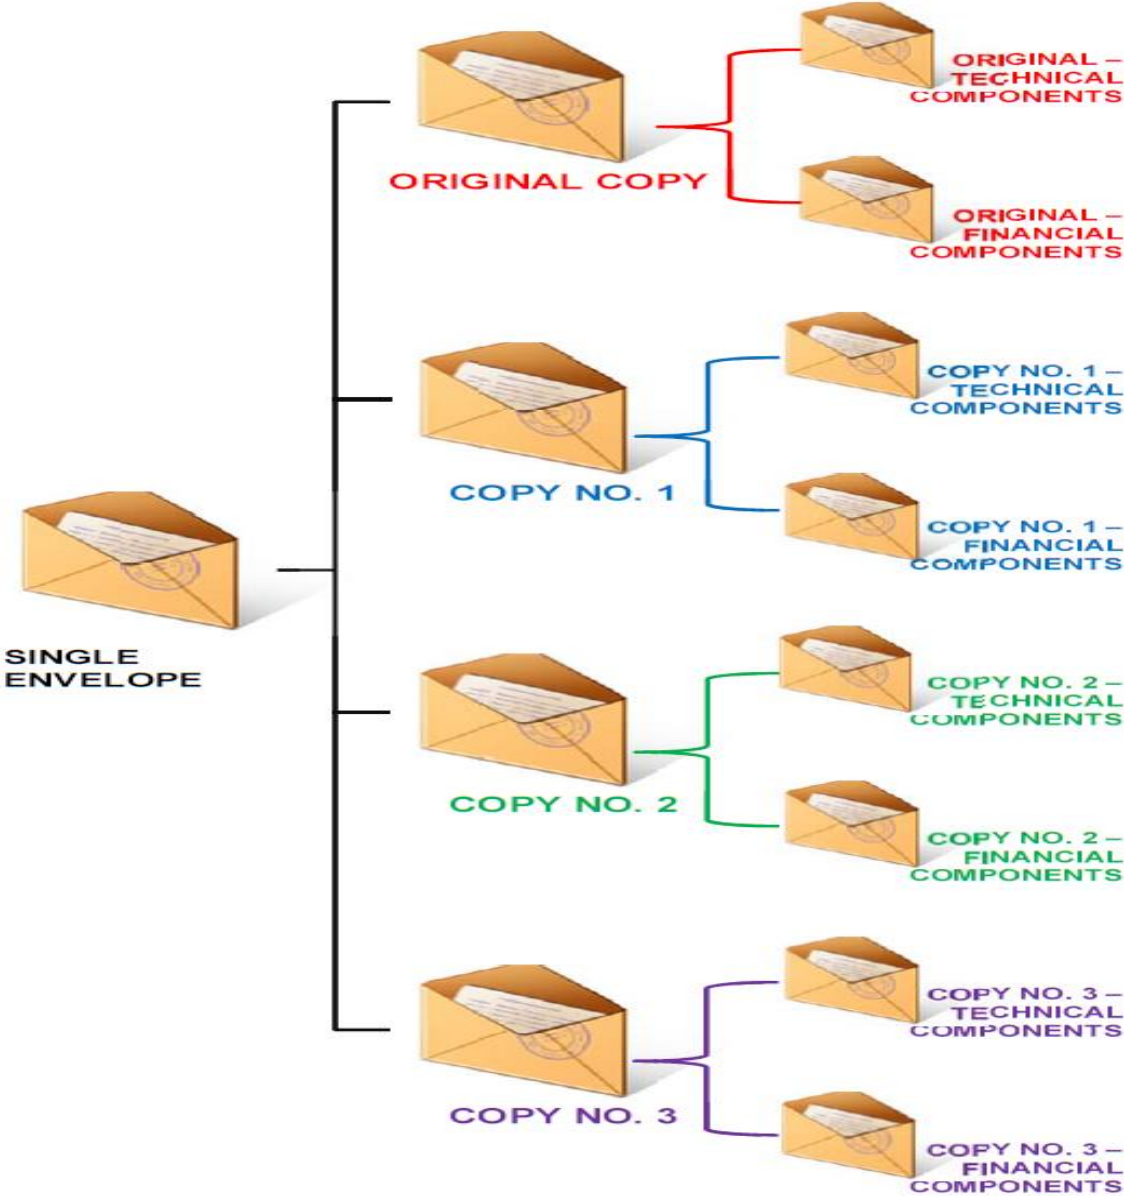 ORIGINAL –
TECHNICAL
COMPONENTS
ORIGINAL COPY
ORIGINAL –
FINANCIAL
COMPONENTS
COPY NO. 1 –
TECHNICAL
COMPONENTS
COPY NO. 1
COPY NO. 1 –
FINANCIAL
COMPONENTS
SINGLE
ENVELOPE
COPY NO. 2 –
TECHNICAL
COMPONENTS
COPY NO. 2
COPY NO. 2 –
FINANCIAL
COMPONENTS
COPY NO. 3 –
TECHNICAL
COMPONENTS
COPY NO. 3
COPY NO. 3 –
FINANCIAL
COMPONENTS